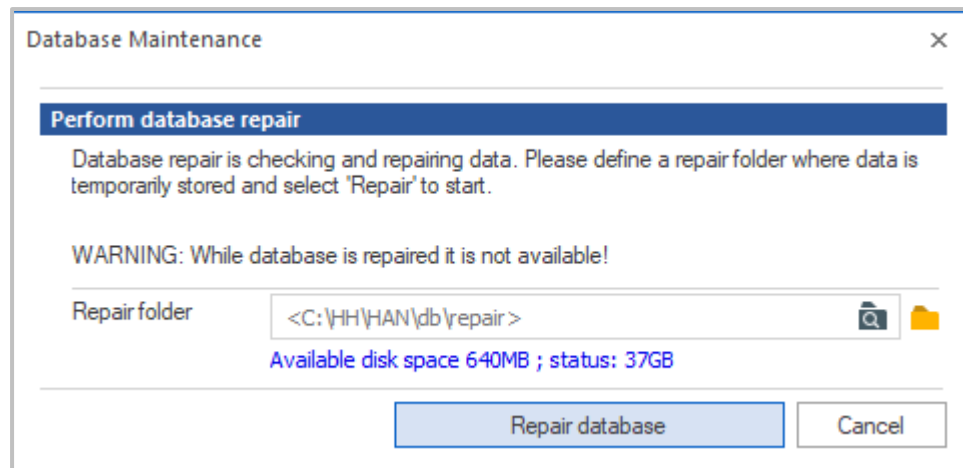 Database Maintenance
Perform database repair
Database repair is checking and repairing data. Please define a repair folder where data is
temporarily stored and select 'Repair' to start.
WARNING: While database is repaired it is not available!
Repair folder
<C:\HH\HAN\db\repair>
Available disk space 640MB ; status: 37GB
Repair database
Cancel